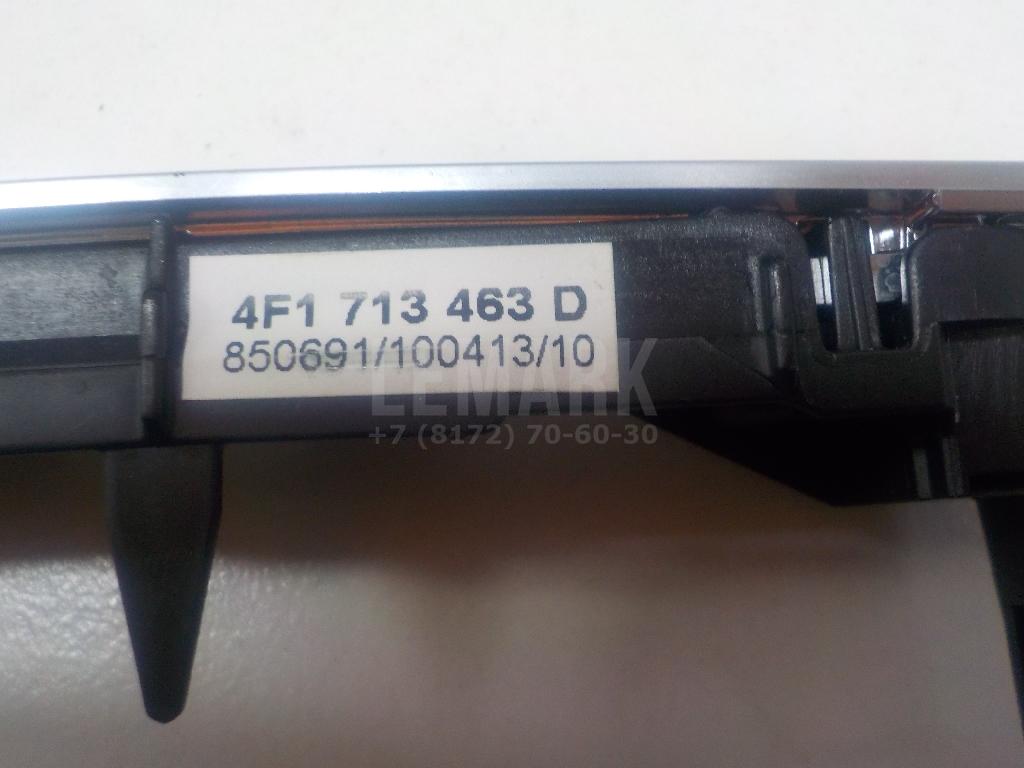 4F1 713 463 D
850691/100413/10
LEMARK
+7 (8172) 70-60-30